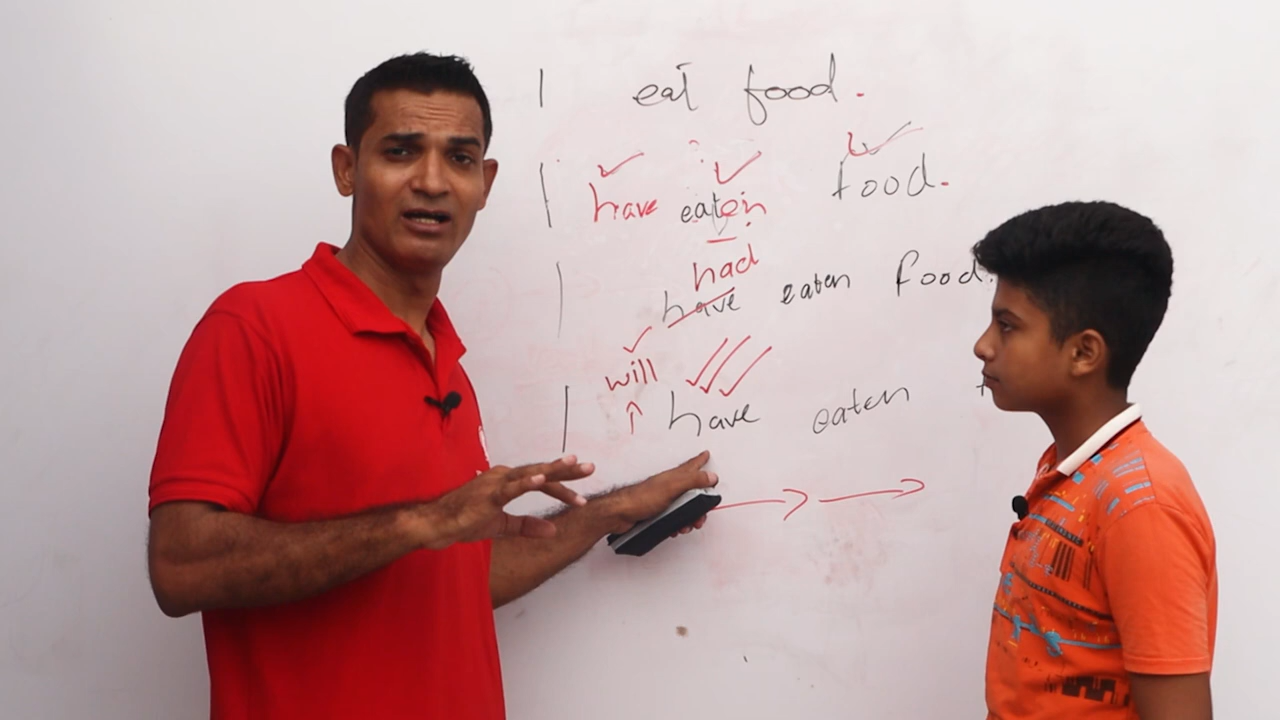 I eat food.
I have eaten food.
had
I have eaten food.
will
I have eaten